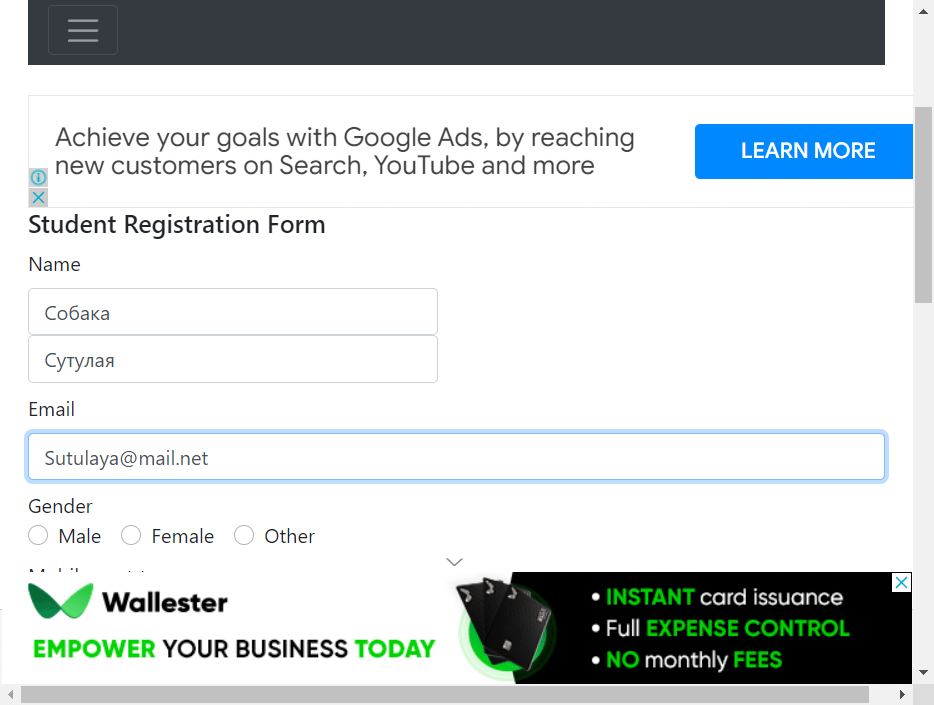 Achieve your goals with Google Ads, by reaching
new customers on Search, YouTube and more
LEARN MORE
Student Registration Form
Name
Собака
Сутулая
Email
Sutulaya@mail.net
Gender
Male Female Other
Wallester
EMPOWER YOUR BUSINESS TODAY
• INSTANT card issuance
• Full EXPENSE CONTROL
• NO monthly FEES